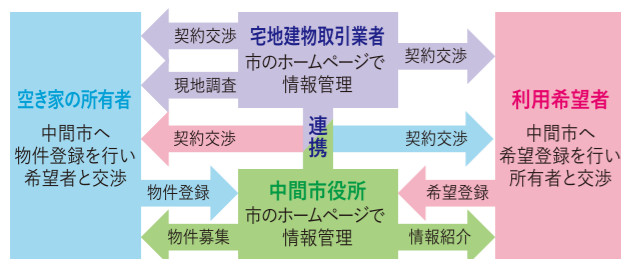 空き家の所有者
中間市へ
物件登録を行い
希望者と交渉
契約交渉
現地調査
契約交渉
物件登録
物件募集
宅地建物取引業者
市のホームページで
情報管理
連携
中間市役所
市のホームページで
情報管理
契約交渉
契約交渉
希望登録
情報紹介
利用希望者
中間市へ
希望登録を行い
所有者と交渉